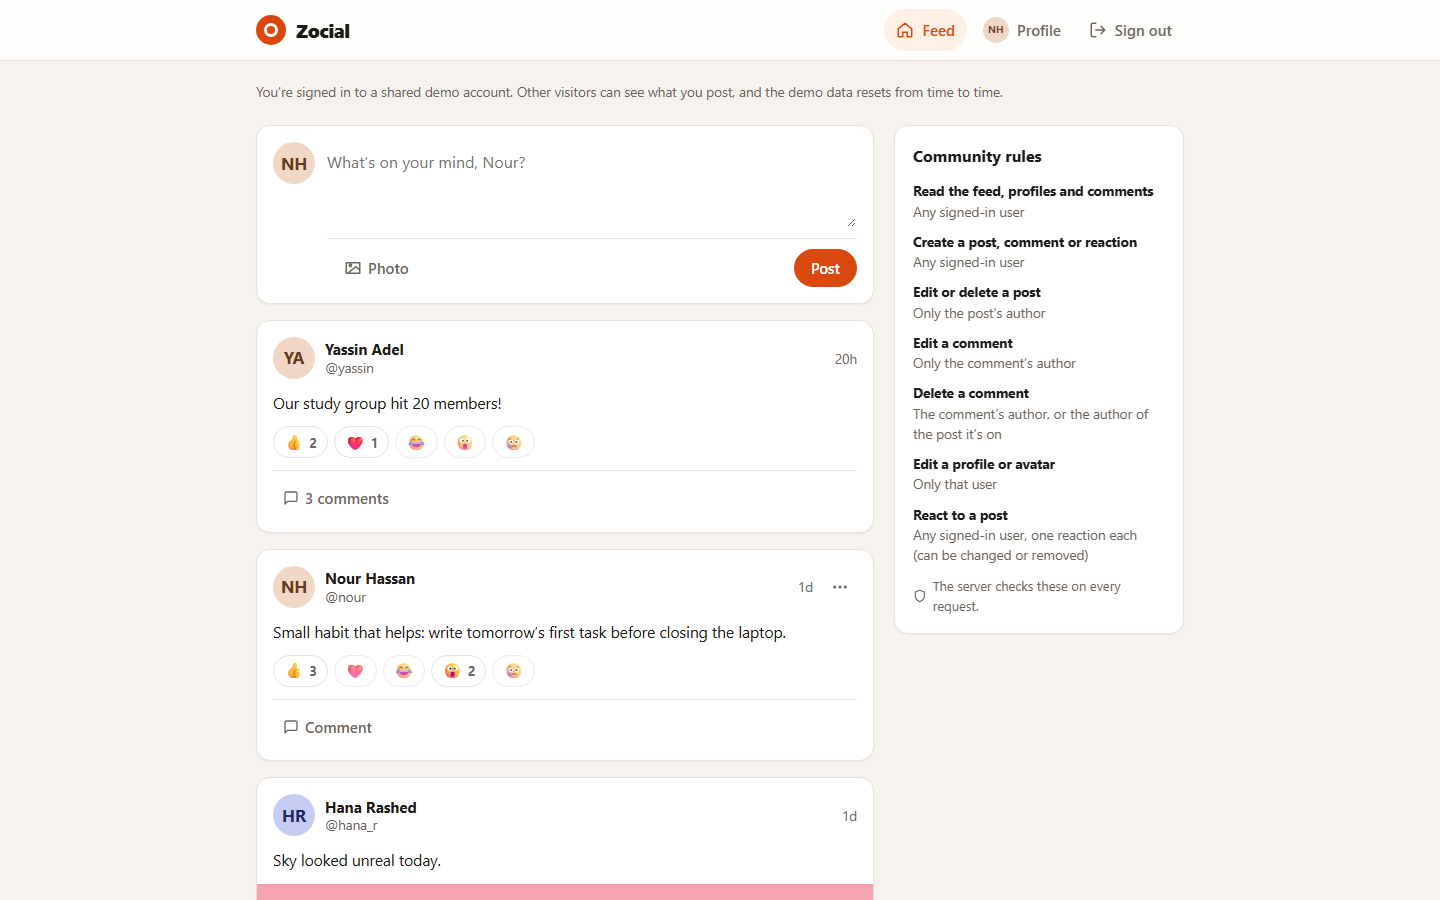 Zocial
Feed
NH
Profile
Sign out
You're signed in to a shared demo account. Other visitors can see what you post, and the demo data resets from time to time.
NH
What's on your mind, Nour?
Photo
Post
YA
Yassin Adel
@yassin
20h
Our study group hit 20 members!
👍 2 ❤️ 1 😂 😮 😢
3 comments
NH
Nour Hassan
@nour
1d
Small habit that helps: write tomorrow's first task before closing the laptop.
👍 3 ❤️ 😂 😮 2 😢
Comment
HR
Hana Rashed
@hana_r
1d
Sky looked unreal today.
Community rules
Read the feed, profiles and comments
Any signed-in user
Create a post, comment or reaction
Any signed-in user
Edit or delete a post
Only the post's author
Edit a comment
Only the comment's author
Delete a comment
The comment's author, or the author of
the post it's on
Edit a profile or avatar
Only that user
React to a post
Any signed-in user, one reaction each
(can be changed or removed)
The server checks these on every
request.